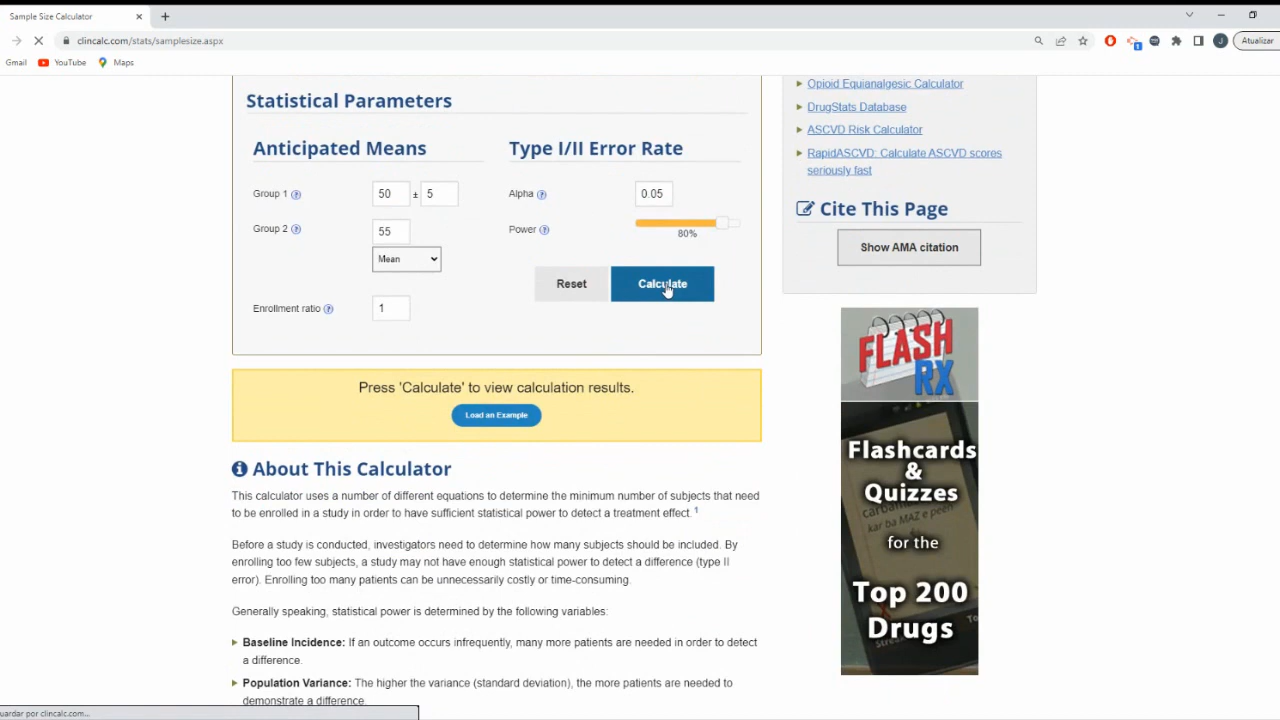 Sample Size Calculator
clincalc.com/stats/samplesize.aspx
Atualizar
Gmail YouTube Maps
Statistical Parameters
Anticipated Means
Group 1 50 ± 5
Group 2 55
Mean
Enrollment ratio 1
Type I/II Error Rate
Alpha 0.05
Power 80%
Reset Calculate
Press 'Calculate' to view calculation results.
Load an Example
About This Calculator
This calculator uses a number of different equations to determine the minimum number of subjects that need
to be enrolled in a study in order to have sufficient statistical power to detect a treatment effect. 1
Before a study is conducted, investigators need to determine how many subjects should be included. By
enrolling too few subjects, a study may not have enough statistical power to detect a difference (type II
error). Enrolling too many patients can be unnecessarily costly or time-consuming.
Generally speaking, statistical power is determined by the following variables:
Baseline Incidence: If an outcome occurs infrequently, many more patients are needed in order to detect
a difference.
Population Variance: The higher the variance (standard deviation), the more patients are needed to
demonstrate a difference.
Opioid Equianalgesic Calculator
DrugStats Database
ASCVD Risk Calculator
RapidASCVD: Calculate ASCVD scores
seriously fast
Cite This Page
Show AMA citation
FLASH
RX
Flashcards
&
Quizzes
for the
Top 200
Drugs
uardar por clincalc.com...